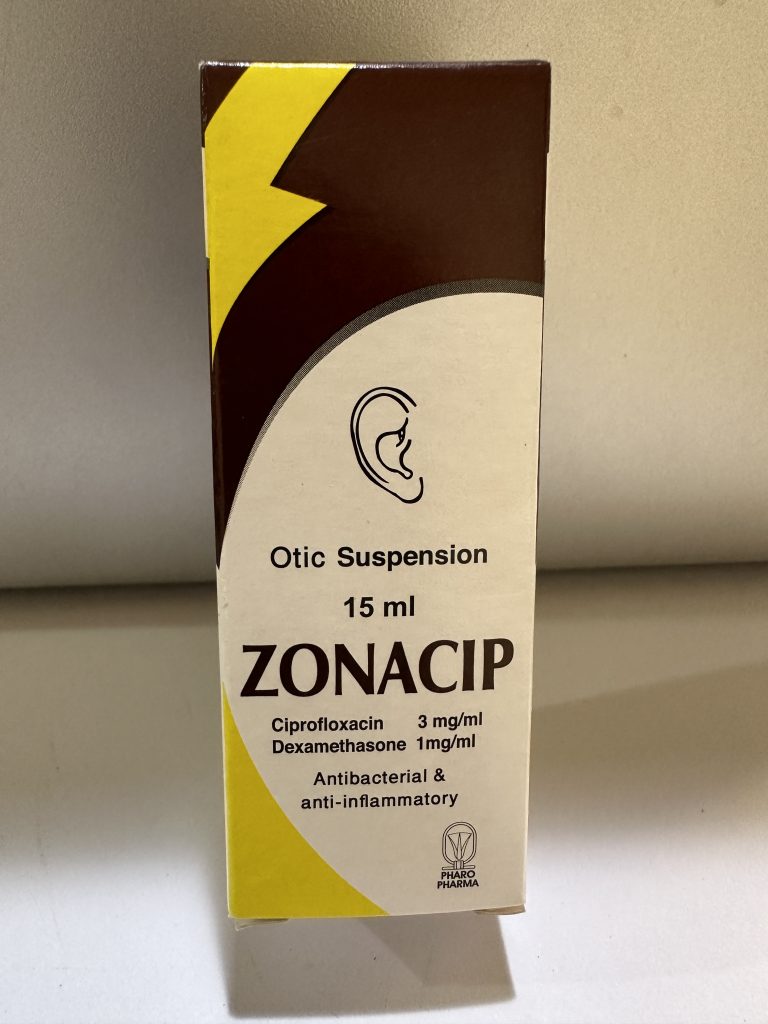 Otic Suspension
15 ml
ZONACIP
Ciprofloxacin 3 mg/ml
Dexamethasone 1mg/ml
Antibacterial &
anti-inflammatory
PHARO
PHARMA